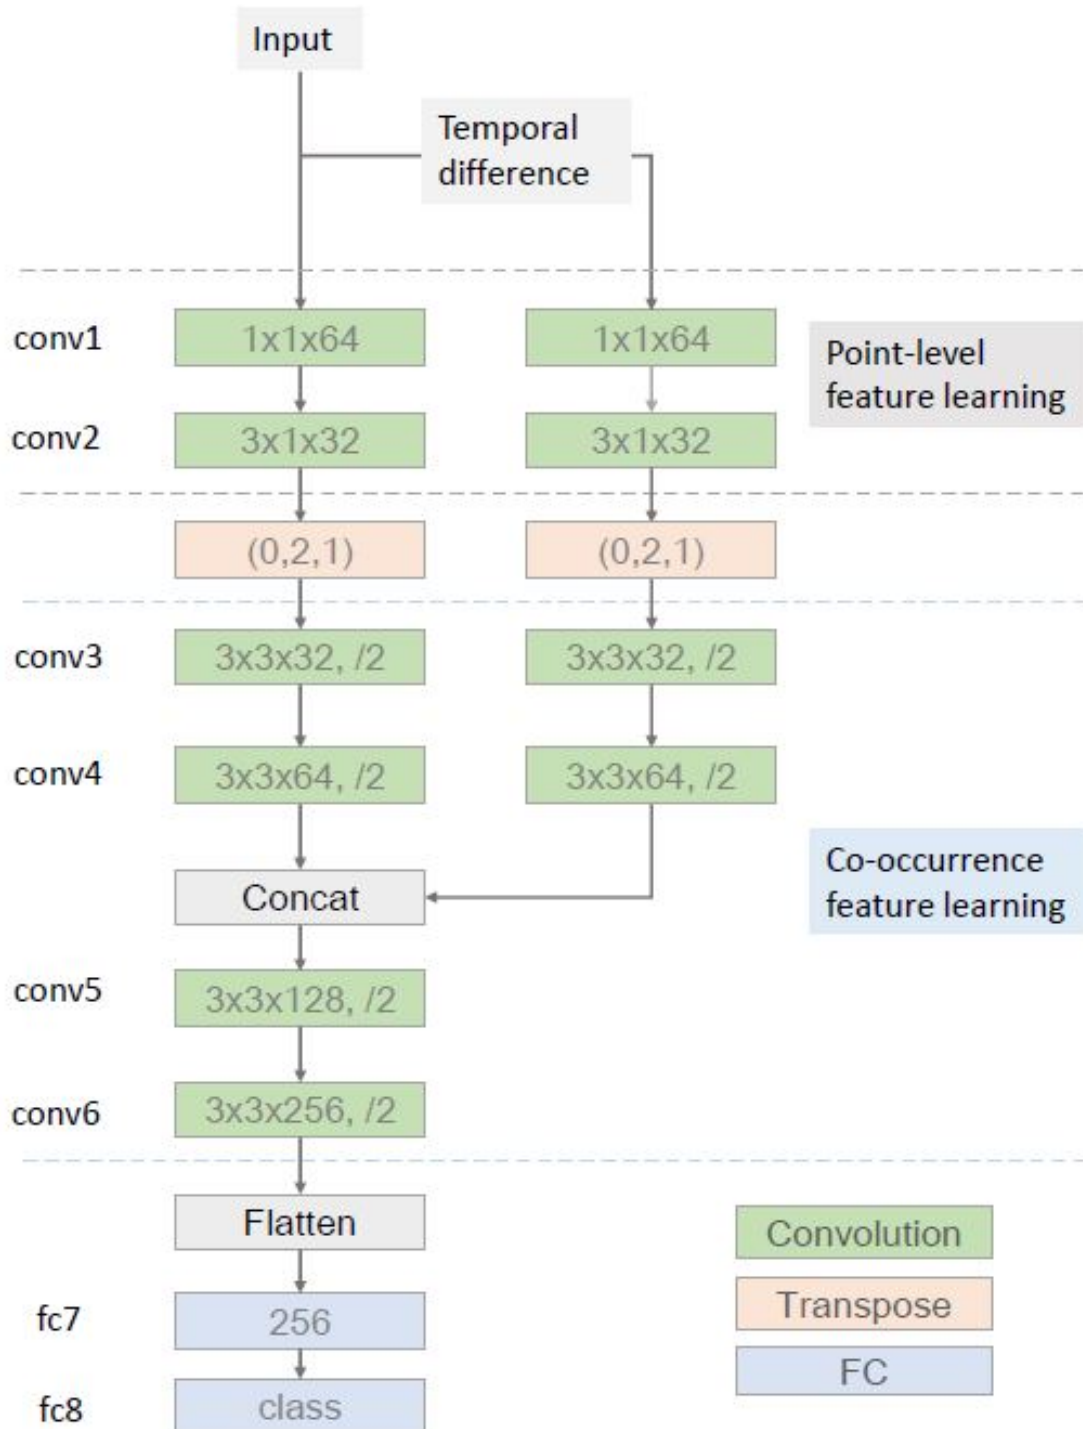 Input
Temporal
difference
conv1
1x1x64
1x1x64
Point-level
feature learning
conv2
3x1x32
3x1x32
(0,2,1)
(0,2,1)
conv3
3x3x32, /2
3x3x32, /2
conv4
3x3x64, /2
3x3x64, /2
Co-occurrence
feature learning
Concat
conv5
3x3x128, /2
conv6
3x3x256, /2
Flatten
Convolution
fc7
256
Transpose
FC
fc8
class